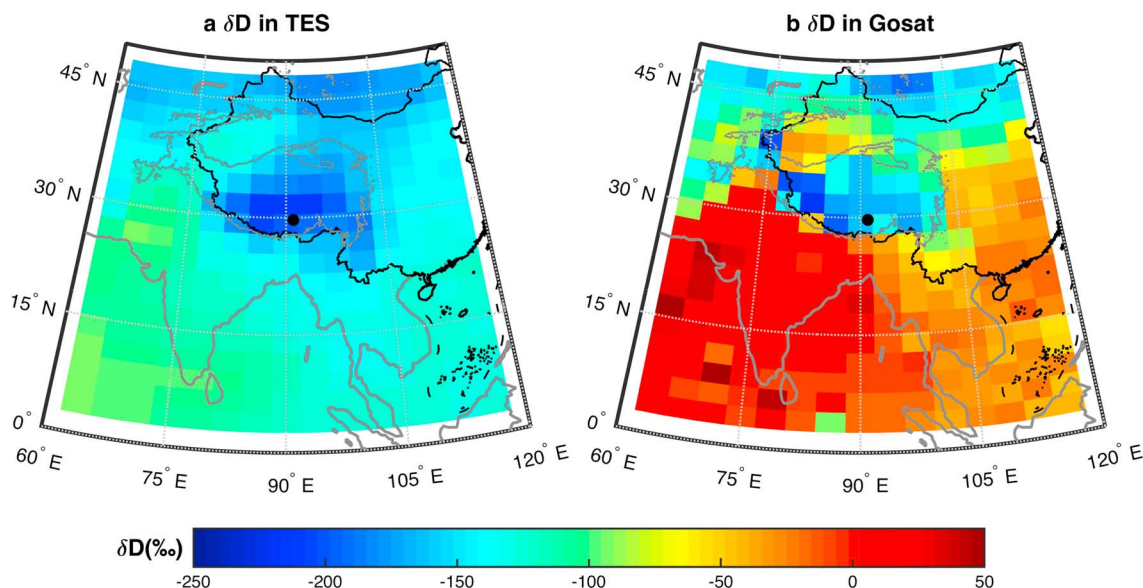 a δD in TES
b δD in Gosat
45° N
30° N
15° N
0°
60° E
75° E
90° E
105° E
120° E
45° N
30° N
15° N
0°
60° E
75° E
90° E
105° E
120° E
δD(‰)
-250 -200 -150 -100 -50 0 50